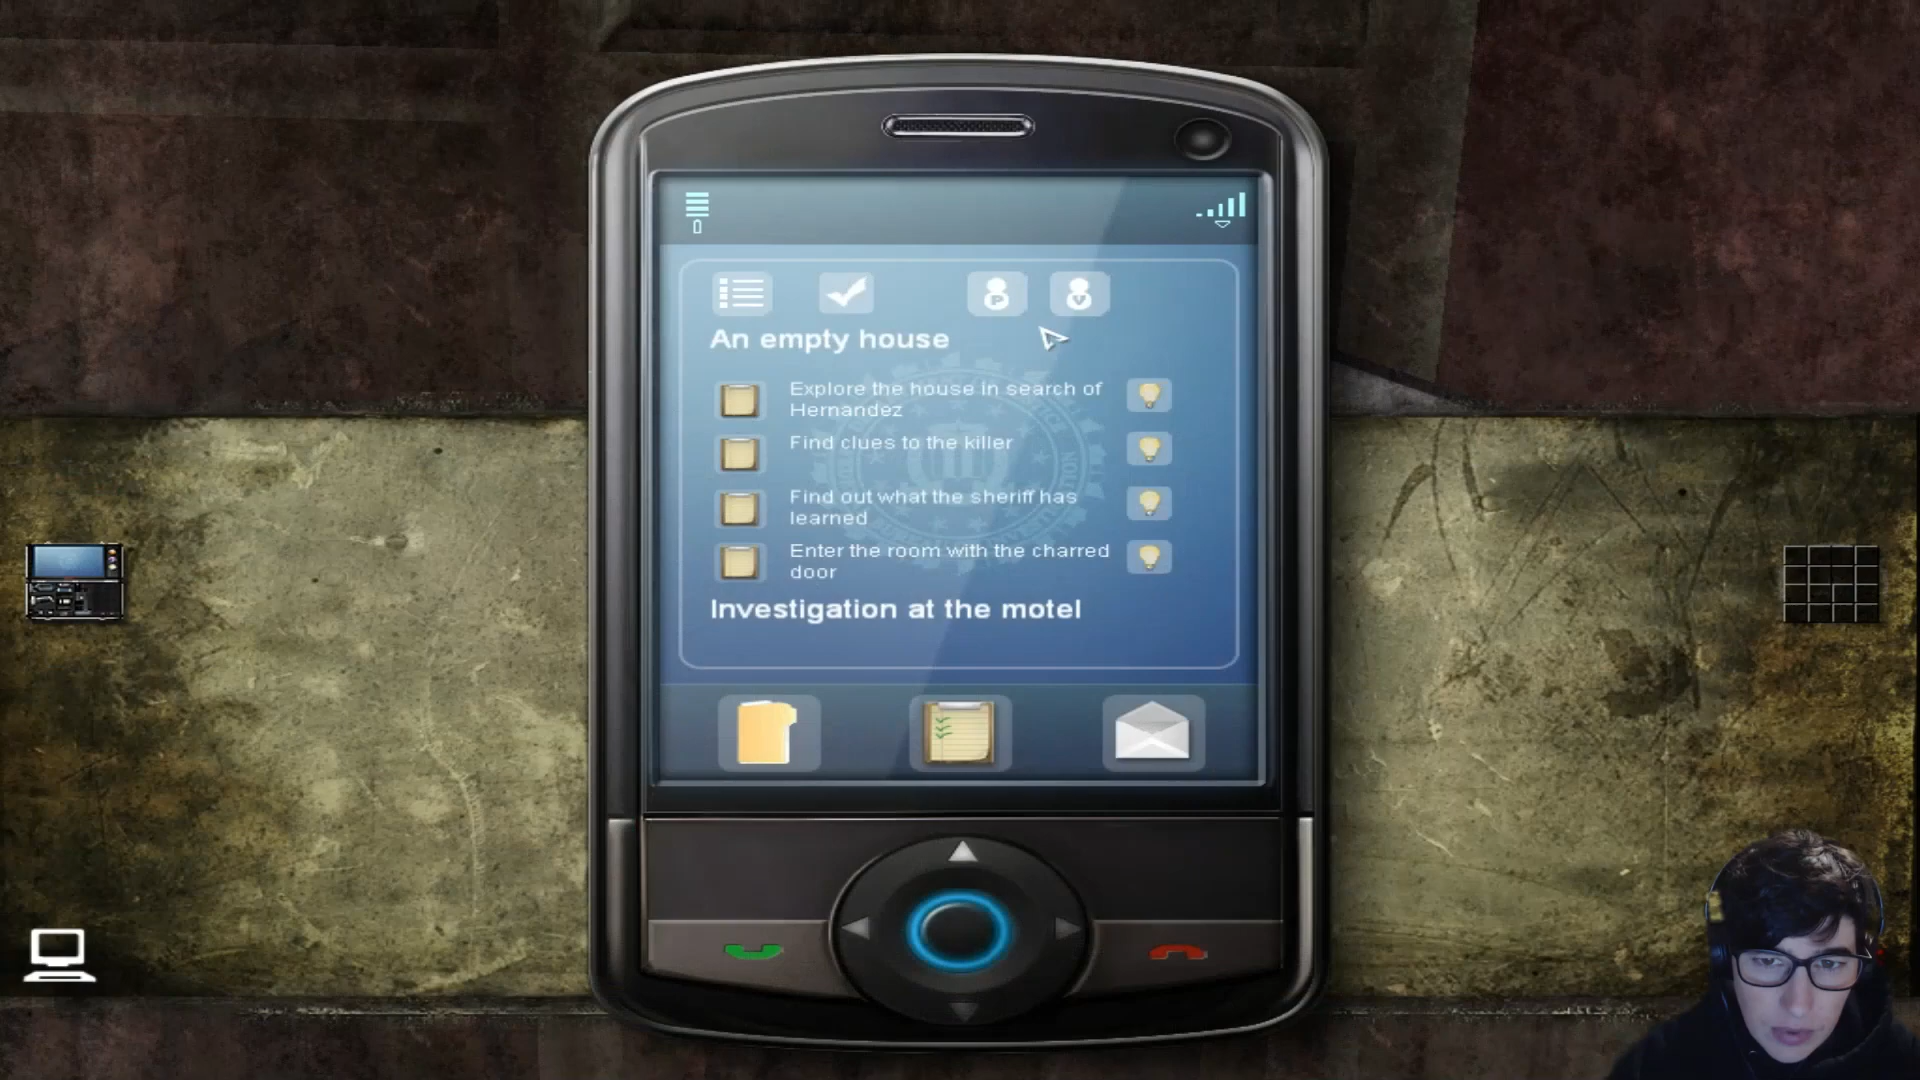 An empty house
Explore the house in search of
Hernandez
Find clues to the killer
Find out what the sheriff has
learned
Enter the room with the charred
door
Investigation at the motel
P
V